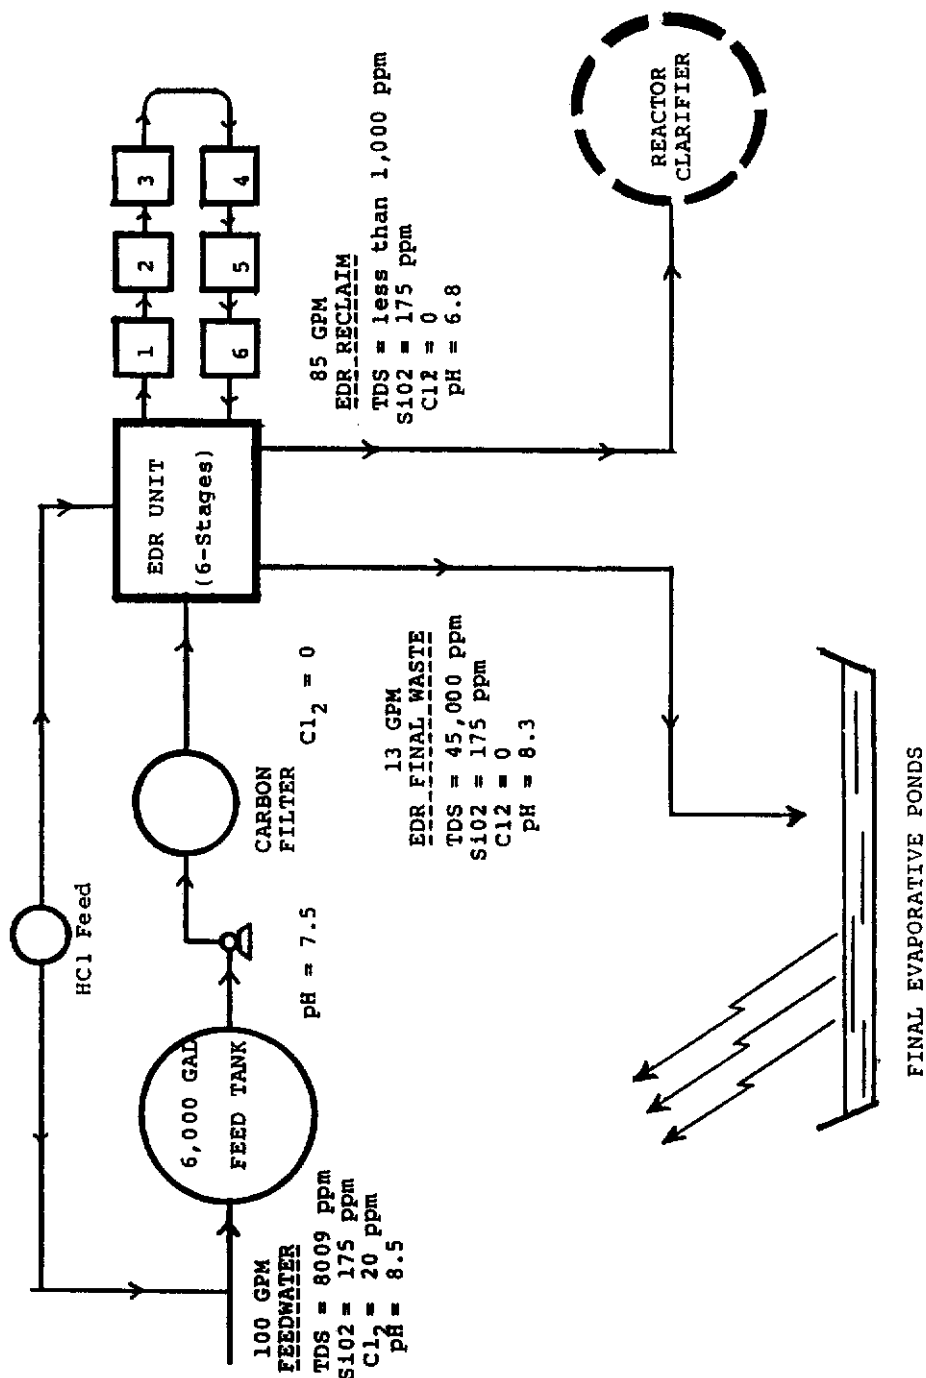 HCl Feed
100 GPM
FEEDWATER
TDS = 8009 ppm
SiO2 = 175 ppm
Cl2 = 20 ppm
pH = 8.5
6,000 GAL
FEED TANK
pH = 7.5
CARBON
FILTER
Cl2 = 0
EDR UNIT
(6-Stages)
1
2
3
4
5
6
85 GPM
EDR RECLAIM
TDS = less than 1,000 ppm
SiO2 = 175 ppm
Cl2 = 0
pH = 6.8
13 GPM
EDR FINAL WASTE
TDS = 45,000 ppm
SiO2 = 175 ppm
Cl2 = 0
pH = 8.3
REACTOR
CLARIFIER
FINAL EVAPORATIVE PONDS